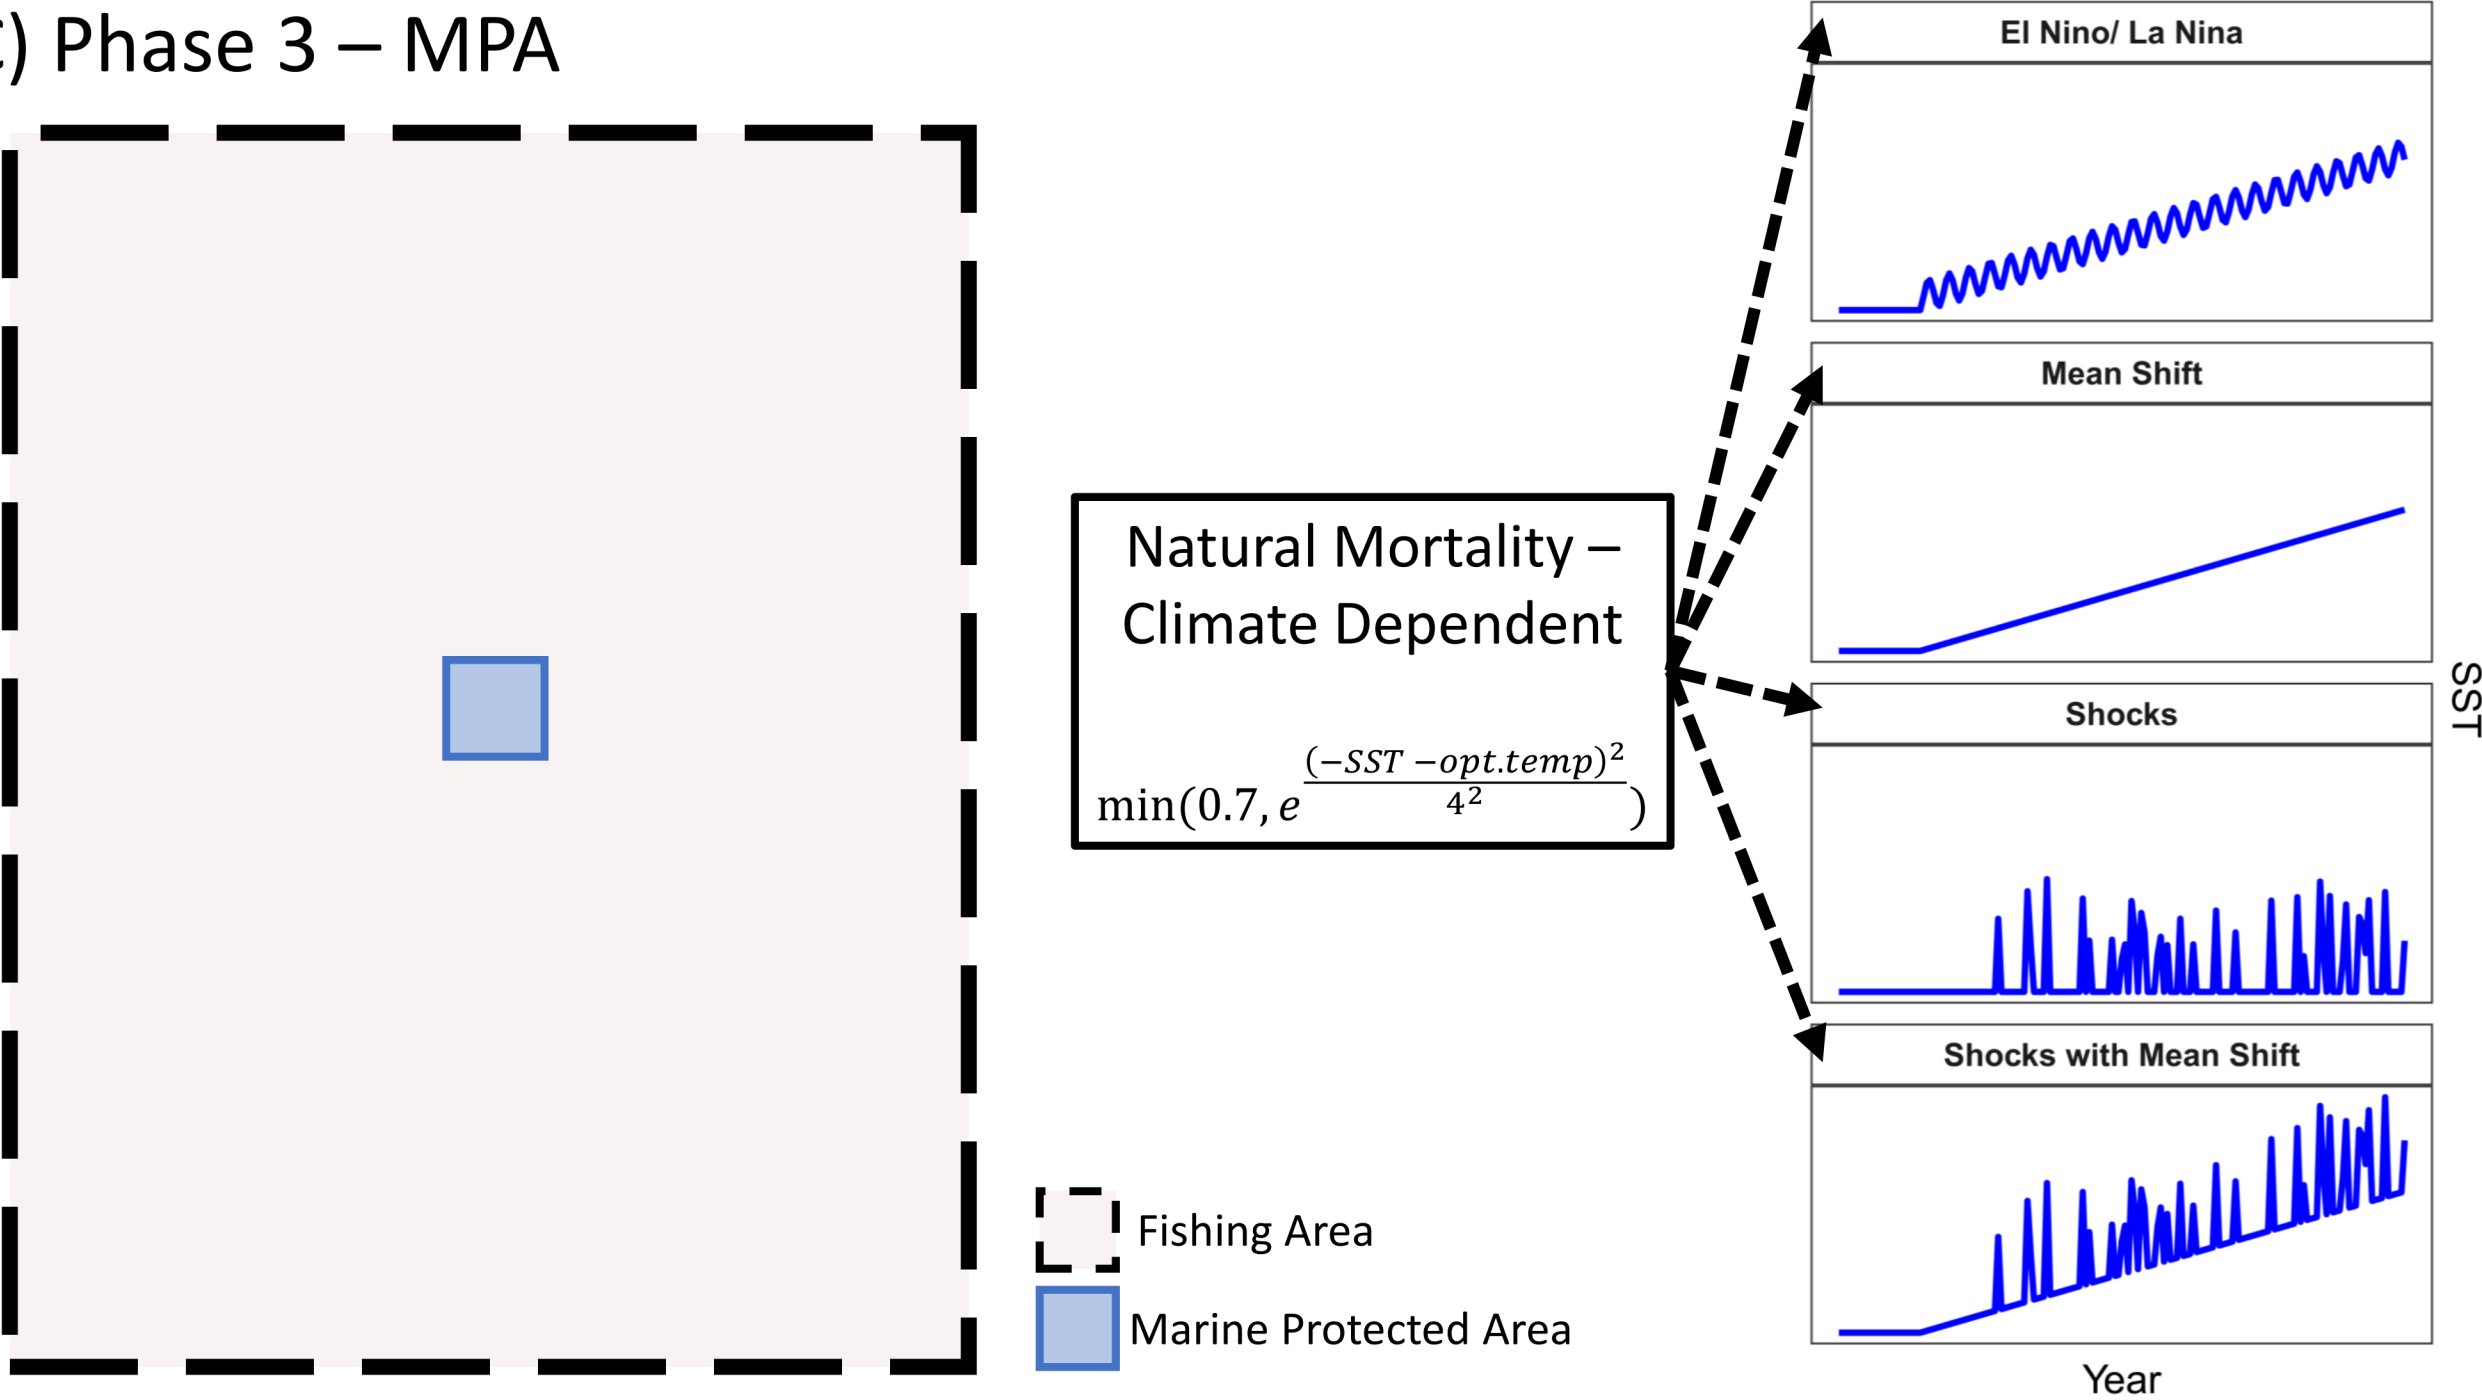 ) Phase 3 – MPA
Natural Mortality –
Climate Dependent
min(0.7, e^{\frac{(-SST -opt.temp)^2}{4^2}})
Fishing Area
Marine Protected Area
El Nino/ La Nina
Mean Shift
Shocks
Shocks with Mean Shift
SST
Year